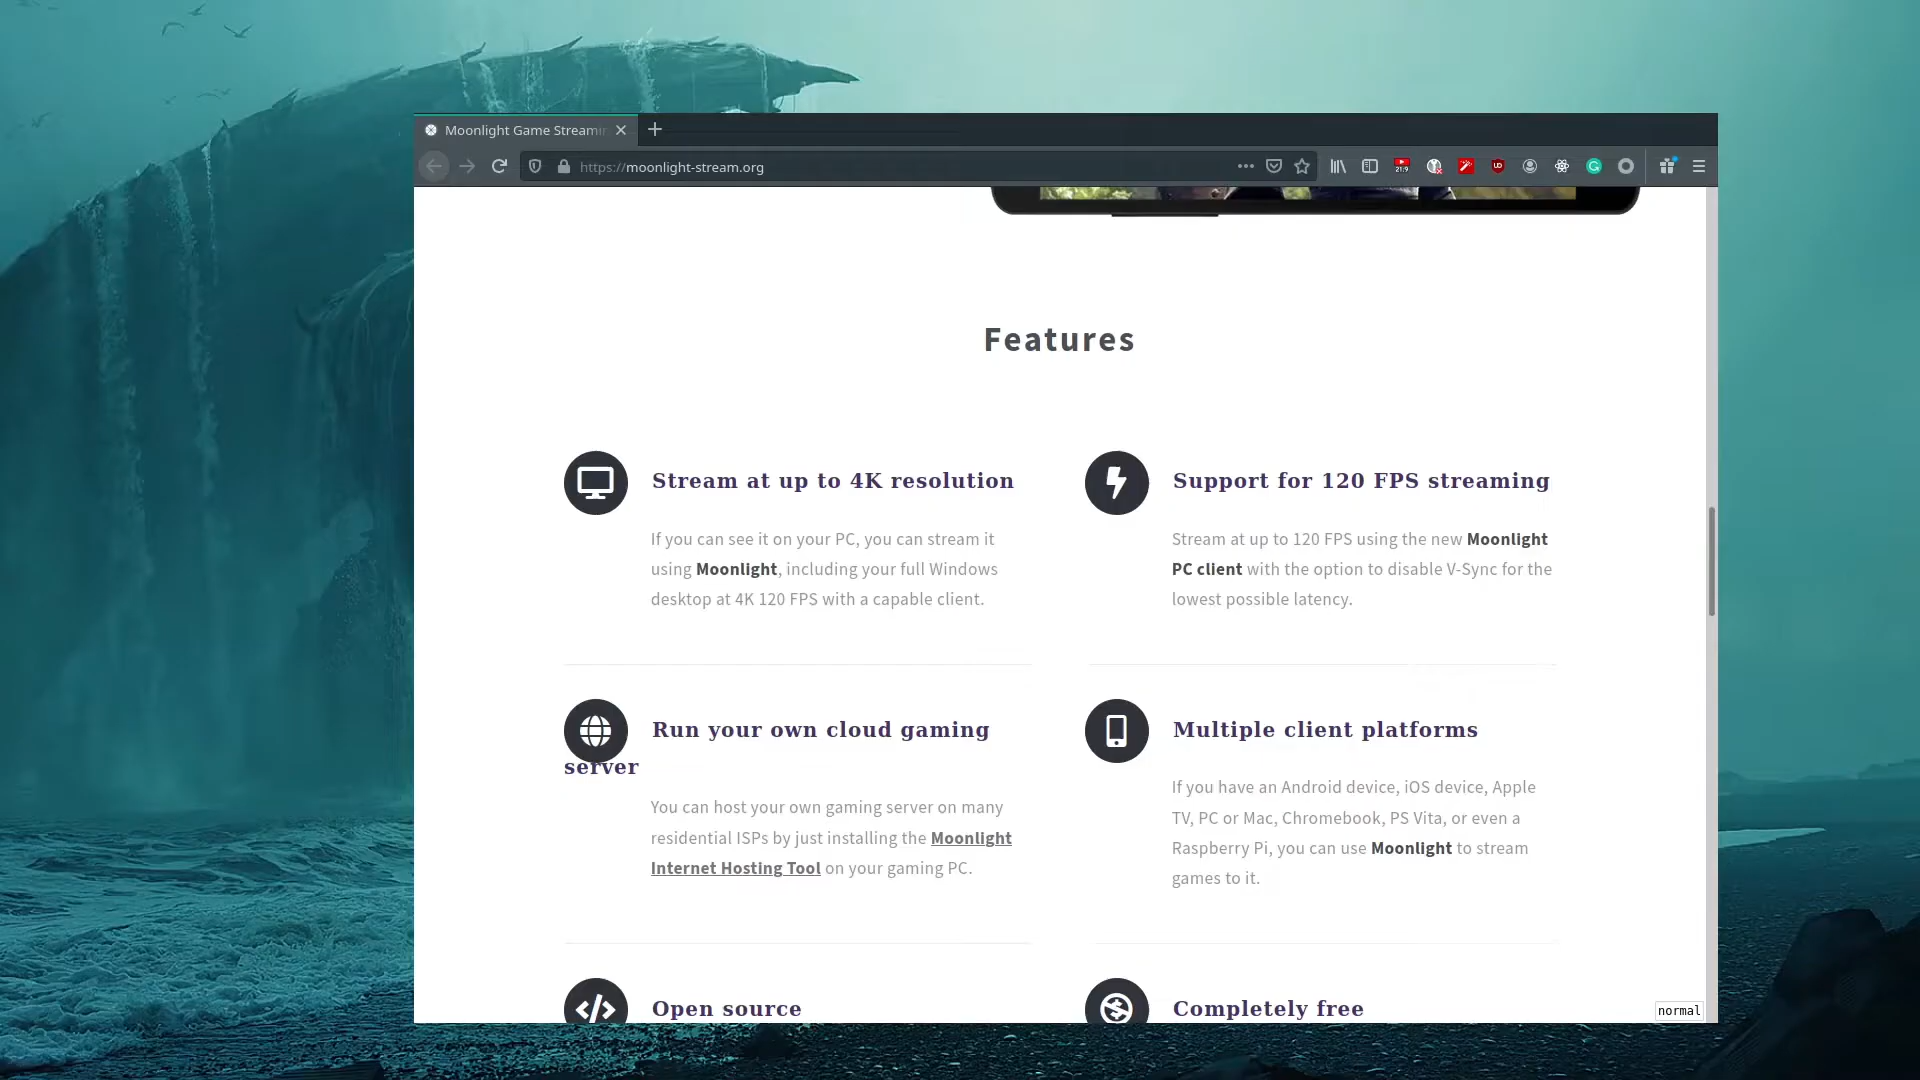 Moonlight Game Streami
https://moonlight-stream.org
21:9
Features
Stream at up to 4K resolution
If you can see it on your PC, you can stream it
using Moonlight, including your full Windows
desktop at 4K 120 FPS with a capable client.
Support for 120 FPS streaming
Stream at up to 120 FPS using the new Moonlight
PC client with the option to disable V-Sync for the
lowest possible latency.
Run your own cloud gaming
server
You can host your own gaming server on many
residential ISPs by just installing the Moonlight
Internet Hosting Tool on your gaming PC.
Multiple client platforms
If you have an Android device, iOS device, Apple
TV, PC or Mac, Chromebook, PS Vita, or even a
Raspberry Pi, you can use Moonlight to stream
games to it.
Open source
Completely free
normal